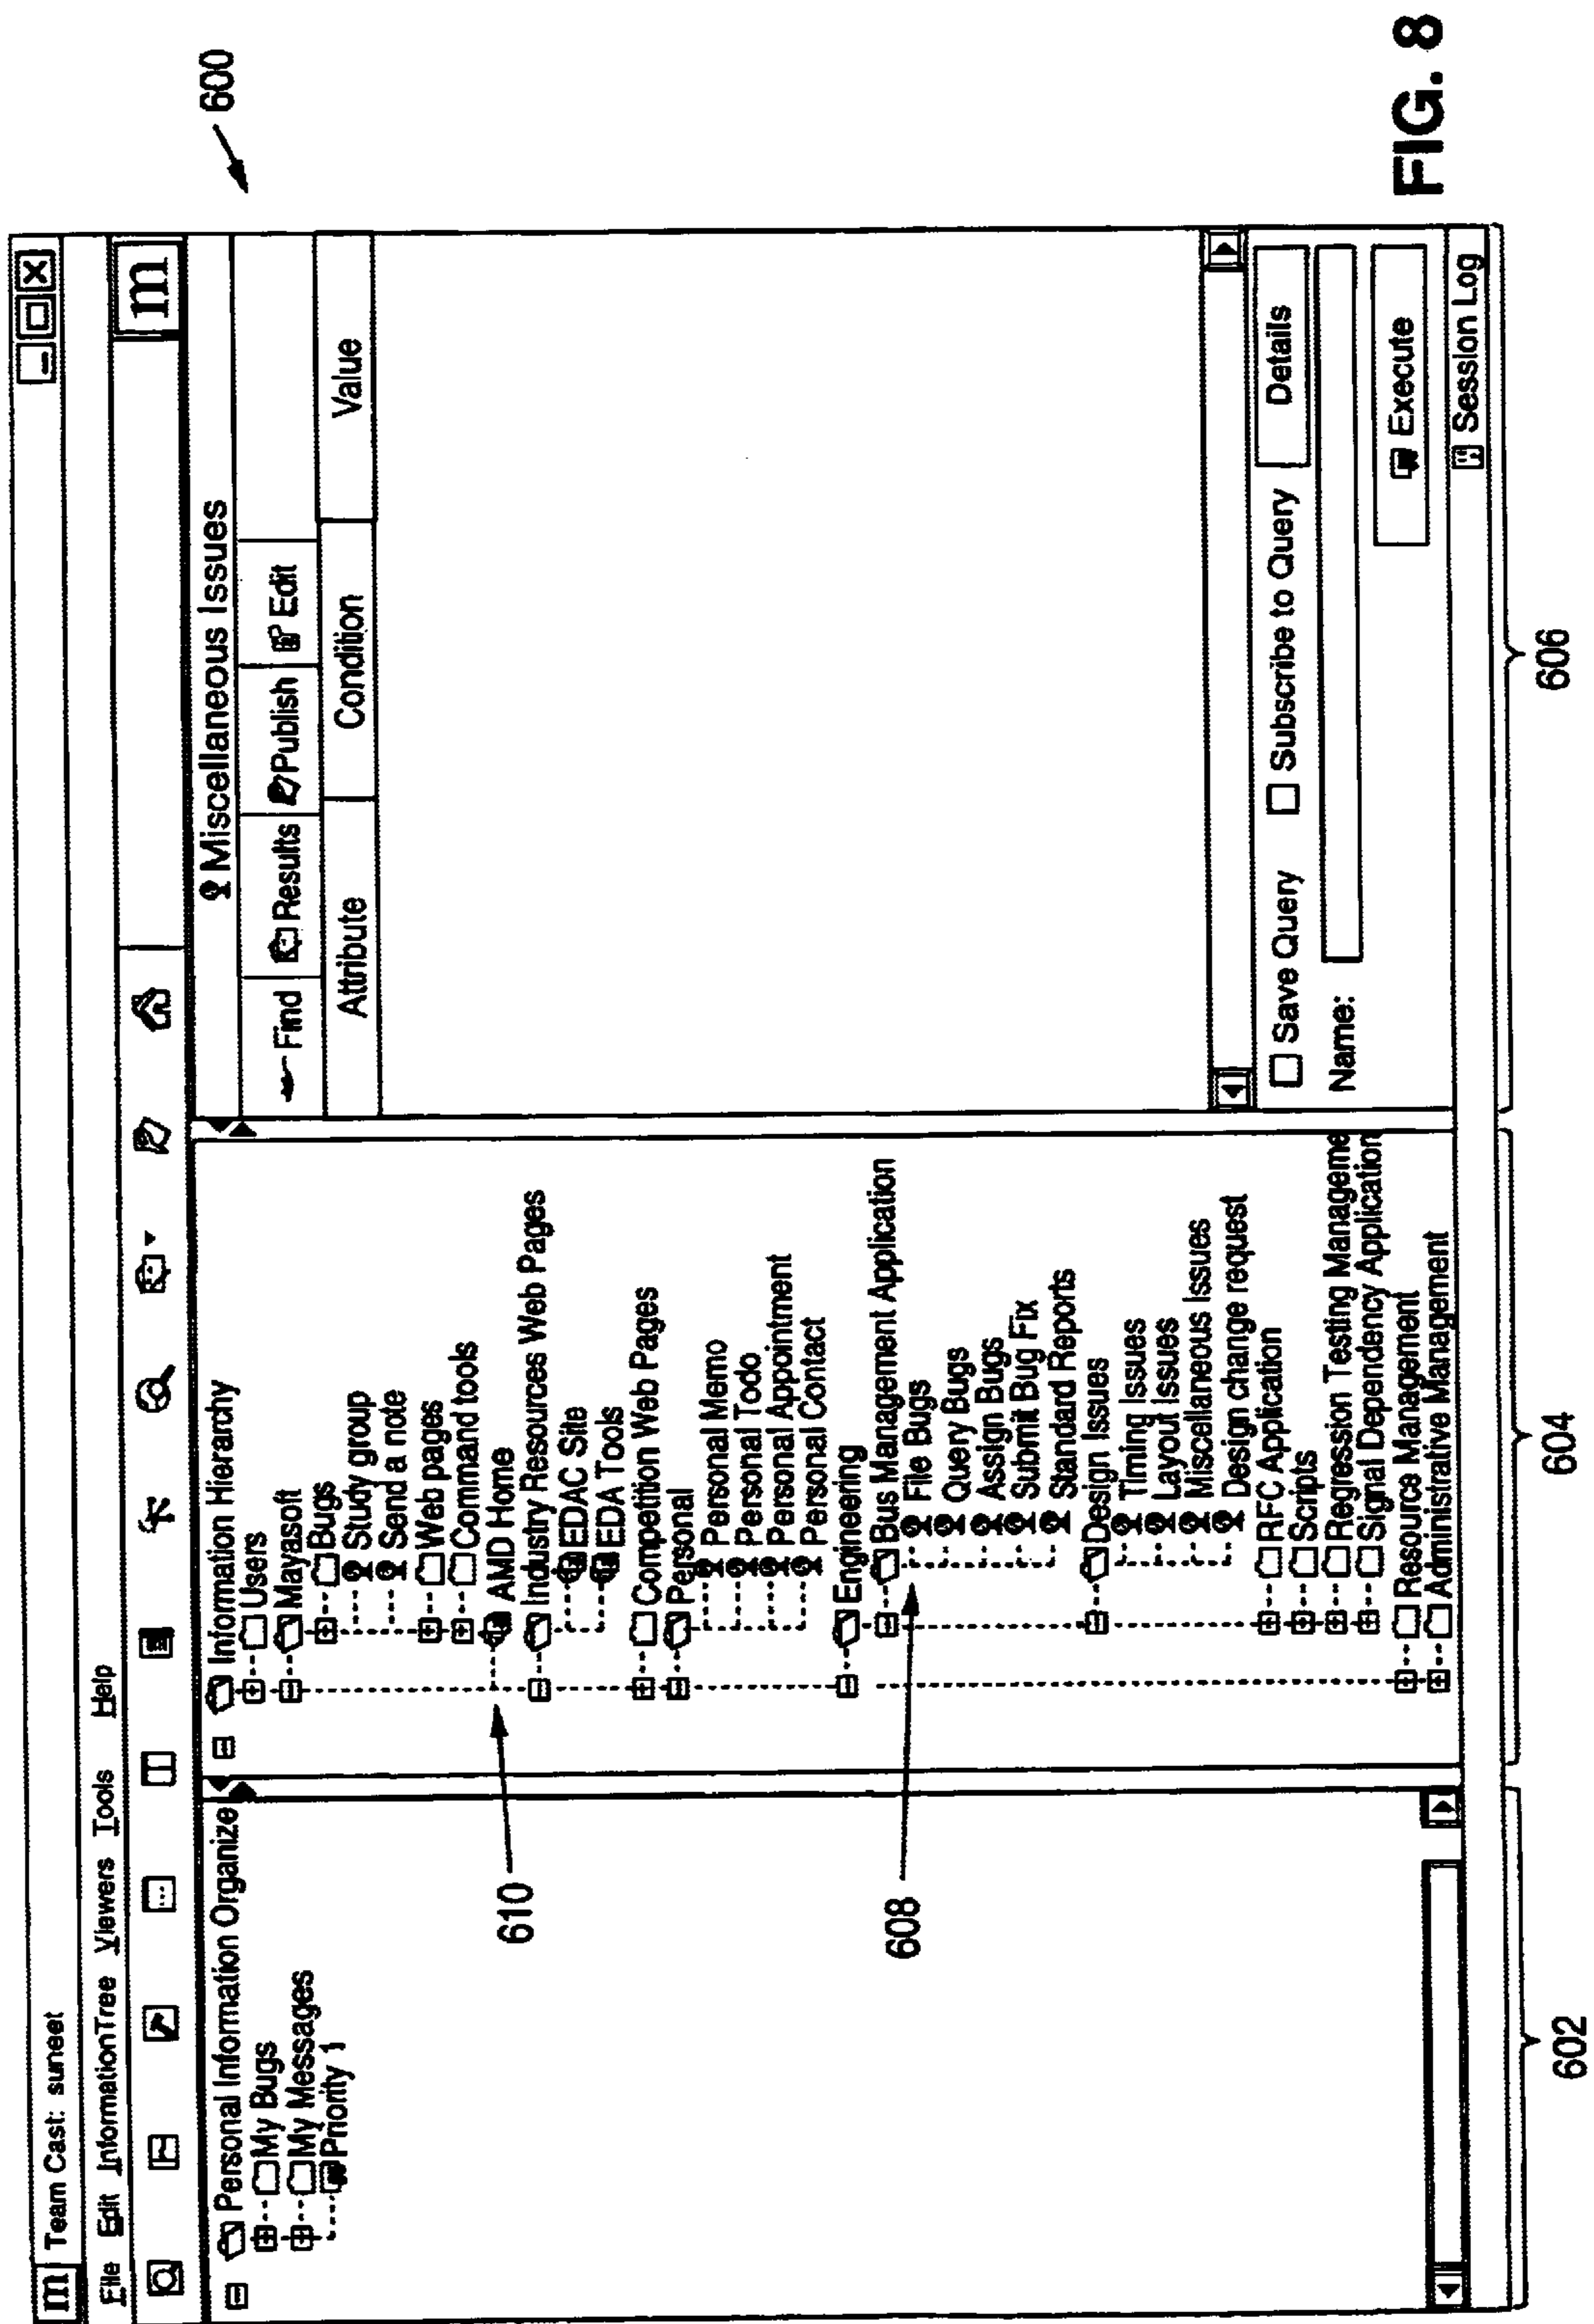 m Team Cast: suneet
File Edit InformationTree Viewers Tools Help
m
Personal Information Organize
My Bugs
My Messages
Priority 1
Information Hierarchy
Users
Mayasoft
Bugs
Study group
Send a note
Web pages
Command tools
AMD Home
Industry Resources Web Pages
EDAC Site
EDA Tools
Competition Web Pages
Personal
Personal Memo
Personal Todo
Personal Appointment
Personal Contact
Engineering
Bus Management Application
File Bugs
Query Bugs
Assign Bugs
Submit Bug Fix
Standard Reports
Design Issues
Timing Issues
Layout Issues
Miscellaneous Issues
Design change request
RFC Application
Scripts
Regression Testing Manageme
Signal Dependency Application
Resource Management
Administrative Management
Miscellaneous Issues
Find Results Publish Edit
Attribute Condition Value
Save Query Subscribe to Query Details
Name:
Execute
Session Log
600
610
608
602 604 606
FIG. 8